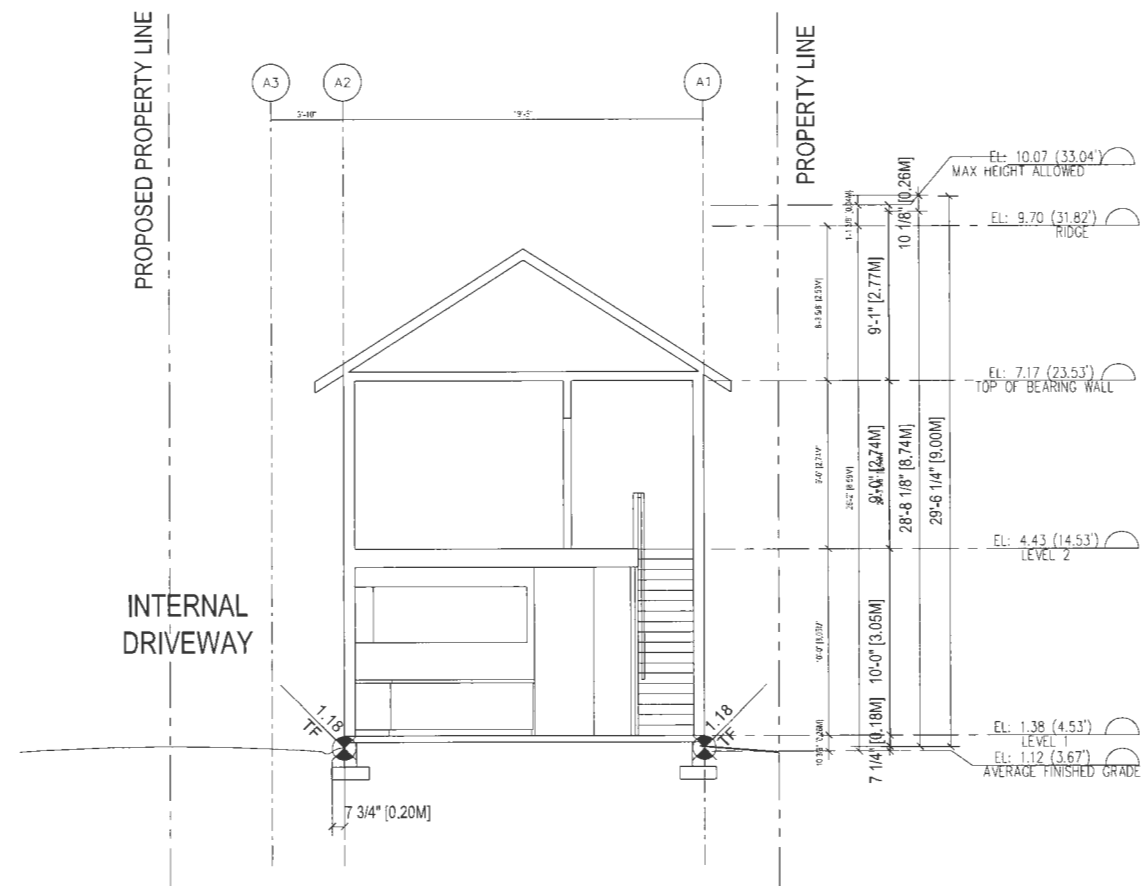 PROPOSED PROPERTY LINE
PROPERTY LINE
A3
A2
A1
EL: 10.07 (33.04')
MAX HEIGHT ALLOWED
EL: 9.70 (31.82')
RIDGE
10 1/8" [0.26M]
9'-1" [2.77M]
EL: 7.17 (23.53')
TOP OF BEARING WALL
9'-0" [2.74M]
28'-8 1/8" [8.74M]
29'-6 1/4" [9.00M]
EL: 4.43 (14.53')
LEVEL 2
INTERNAL
DRIVEWAY
10'-0" [3.05M]
1.18
TF
1.18
TF
7 1/4" [0.18M]
EL: 1.38 (4.53')
LEVEL 1
EL: 1.12 (3.67')
AVERAGE FINISHED GRADE
7 3/4" [0.20M]